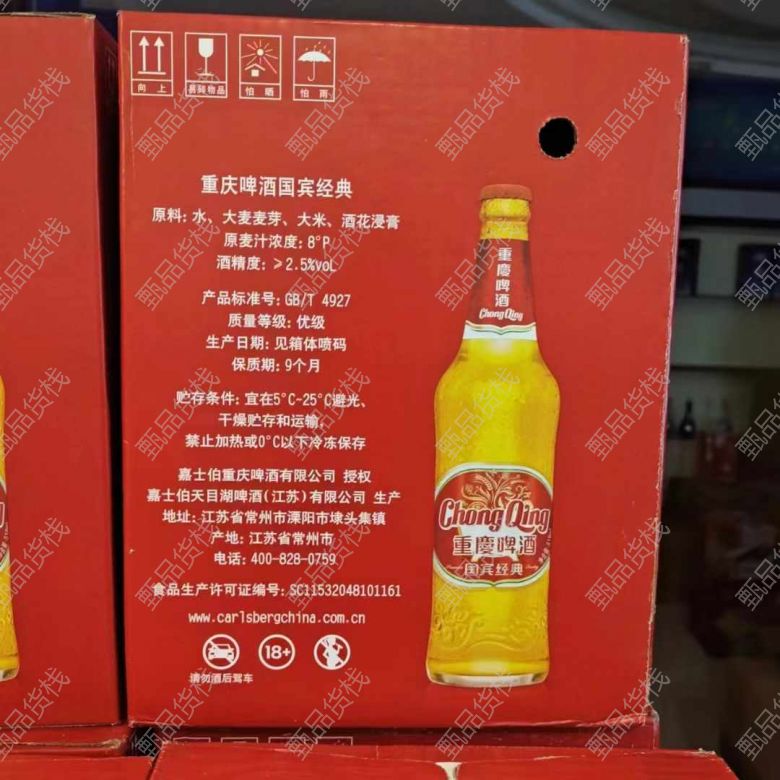 向上
易碎物品
怕晒
怕雨
重庆啤酒国宾经典
原料: 水、大麦麦芽、大米、酒花浸膏
原麦汁浓度: 8°P
酒精度: ≥2.5%voL
产品标准号: GB/T 4927
质量等级: 优级
生产日期: 见箱体喷码
保质期: 9个月
贮存条件: 宜在5°C-25°C避光、
干燥贮存和运输,
禁止加热或0°C以下冷冻保存
嘉士伯重庆啤酒有限公司 授权
嘉士伯天目湖啤酒(江苏)有限公司 生产
地址: 江苏省常州市溧阳市埭头集镇
产地: 江苏省常州市
电话: 400-828-0759
食品生产许可证编号: SC11532048101161
www.carlsbergchina.com.cn
18+
请勿酒后驾车
重慶啤酒
ChongQing
ChongQing
重慶啤酒
国宾经典
甄品货栈